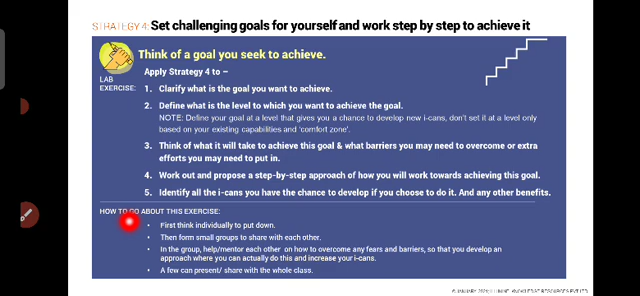 STRATEGY 4: Set challenging goals for yourself and work step by step to achieve it
Think of a goal you seek to achieve.
LAB
EXERCISE:
Apply Strategy 4 to –
1. Clarify what is the goal you want to achieve.
2. Define what is the level to which you want to achieve the goal.
NOTE: Define your goal at a level that gives you a chance to develop new i-cans, don't set it at a level only
based on your existing capabilities and 'comfort zone'.
3. Think of what it will take to achieve this goal & what barriers you may need to overcome or extra
efforts you may need to put in.
4. Work out and propose a step-by-step approach of how you will work towards achieving this goal.
5. Identify all the i-cans you have the chance to develop if you choose to do it. And any other benefits.
HOW TO GO ABOUT THIS EXERCISE:
• First think individually to put down.
• Then form small groups to share with each other.
• In the group, help/mentor each other on how to overcome any fears and barriers, so that you develop an
approach where you can actually do this and increase your i-cans.
• A few can present/ share with the whole class.
KNOWLEDGE RESOURCES PVT LTD